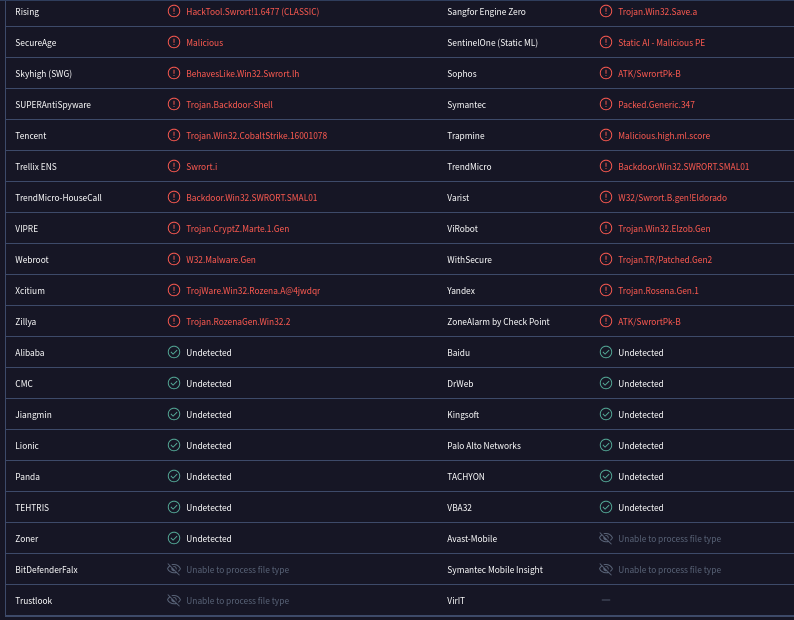 Rising HackTool.Swrort!1.6477 (CLASSIC) Sangfor Engine Zero Trojan.Win32.Save.a
SecureAge Malicious SentinelOne (Static ML) Static AI - Malicious PE
Skyhigh (SWG) BehavesLike.Win32.Swrort.lh Sophos ATK/SwrortPk-B
SUPERAntiSpyware Trojan.Backdoor-Shell Symantec Packed.Generic.347
Tencent Trojan.Win32.CobaltStrike.16001078 Trapmine Malicious.high.ml.score
Trellix ENS Swrort.i TrendMicro Backdoor.Win32.SWRORT.SMAL01
TrendMicro-HouseCall Backdoor.Win32.SWRORT.SMAL01 Varist W32/Swrort.B.gen!Eldorado
VIPRE Trojan.CryptZ.Marte.1.Gen ViRobot Trojan.Win32.Elzob.Gen
Webroot W32.Malware.Gen WithSecure Trojan.TR/Patched.Gen2
Xcitium TrojWare.Win32.Rozena.A@4jwdqr Yandex Trojan.Rosena.Gen.1
Zillya Trojan.RozenaGen.Win32.2 ZoneAlarm by Check Point ATK/SwrortPk-B
Alibaba Undetected Baidu Undetected
CMC Undetected DrWeb Undetected
Jiangmin Undetected Kingsoft Undetected
Lionic Undetected Palo Alto Networks Undetected
Panda Undetected TACHYON Undetected
TEHTRIS Undetected VBA32 Undetected
Zoner Undetected Avast-Mobile Unable to process file type
BitDefenderFalx Unable to process file type Symantec Mobile Insight Unable to process file type
Trustlook Unable to process file type VirIT —